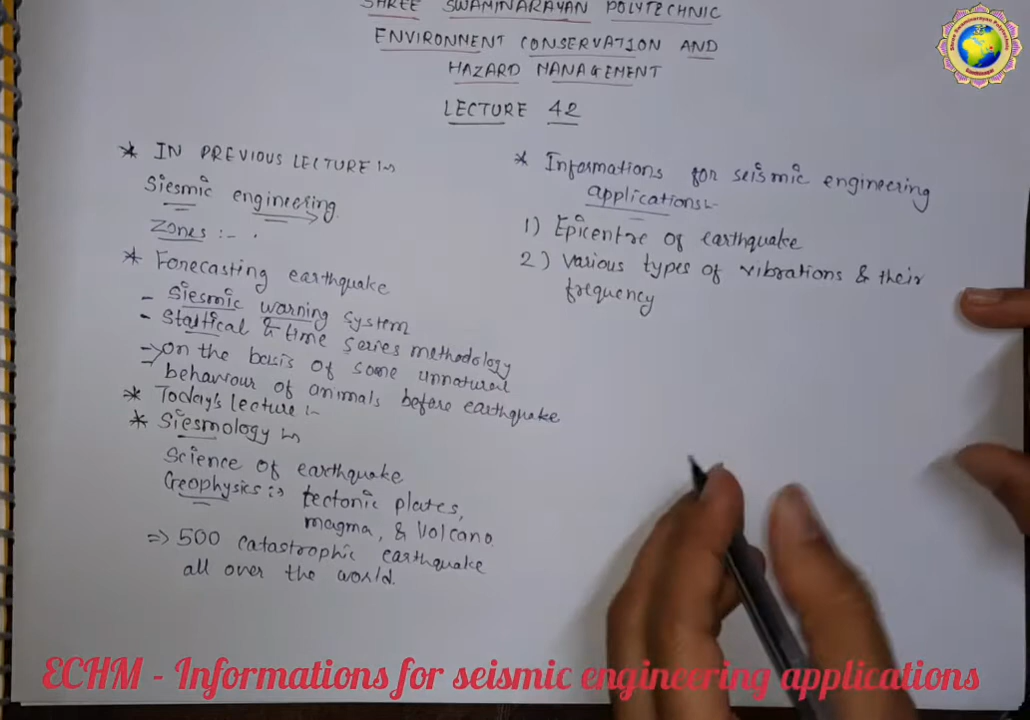 SHREE SWAMINARAYAN POLYTECHNIC
ENVIRONMENT CONSERVATION AND
HAZARD MANAGEMENT
LECTURE 42
* IN PREVIOUS LECTURE :-
Siesmic engineering.
Zones :-
* Forecasting earthquake
- Siesmic warning system
- Stastical & time series methodology
=> on the basis of some unnatural
behaviour of animals before earthquake
* Today's lecture :-
* Siesmology :-
Science of earthquake
Geophysics :-> tectonic plates,
magma, & Volcano.
=> 500 catastrophic earthquake
all over the world.
* Informations for seismic engineering
applications :-
1) Epicentre of earthquake
2) Various types of vibrations & their
frequency
ECHM - Informations for seismic engineering applications